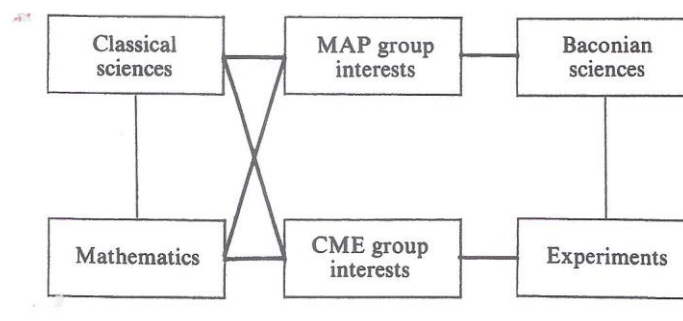 Classical
sciences
MAP group
interests
Baconian
sciences
Mathematics
CME group
interests
Experiments